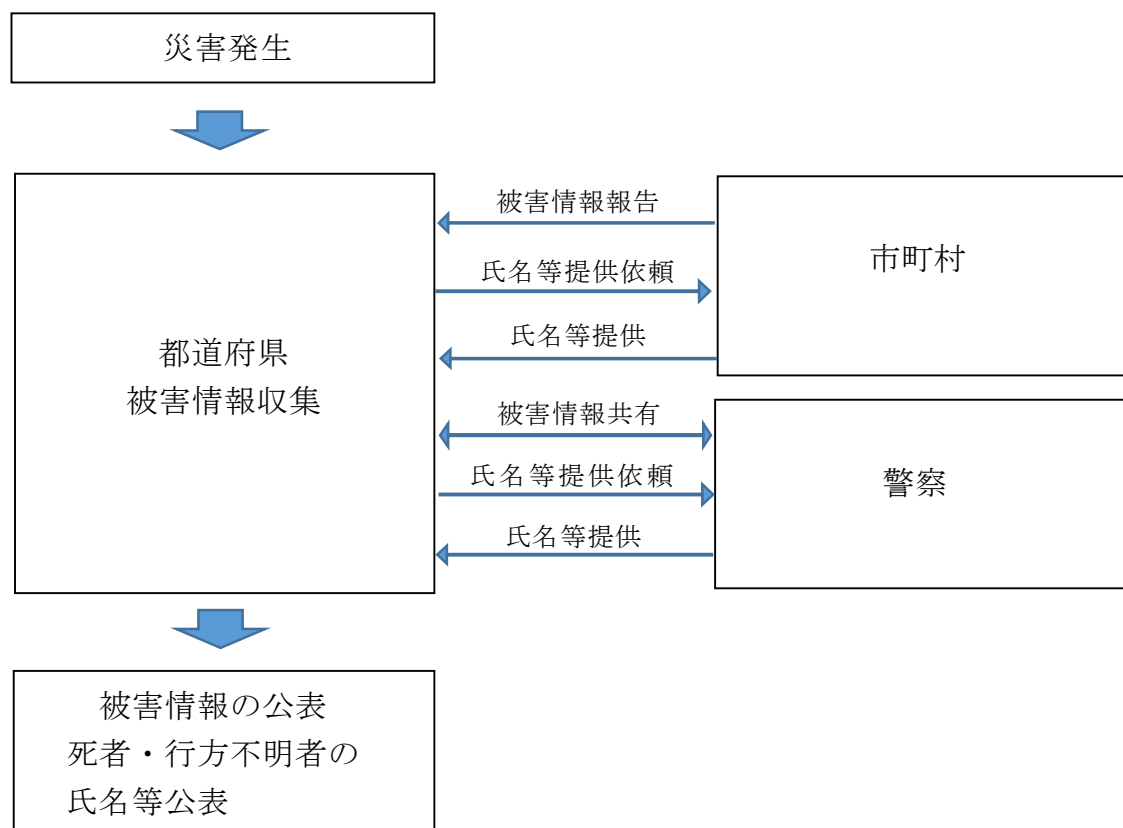 災害発生
被害情報報告
市町村
氏名等提供依頼
氏名等提供
都道府県
被害情報収集
被害情報共有
氏名等提供依頼
警察
氏名等提供
被害情報の公表
死者・行方不明者の
氏名等公表